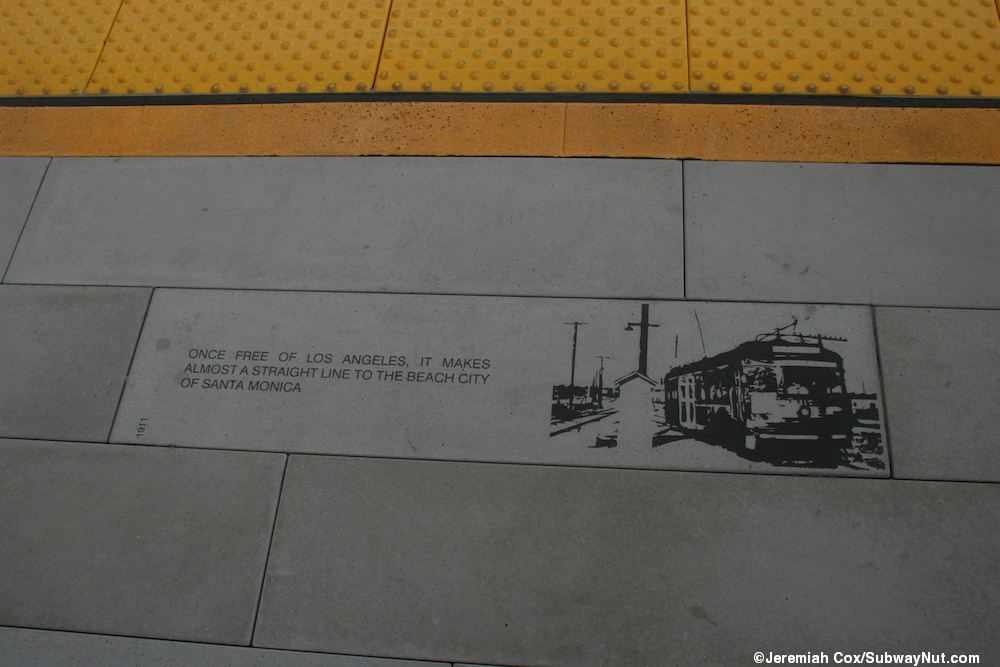 ONCE FREE OF LOS ANGELES, IT MAKES
ALMOST A STRAIGHT LINE TO THE BEACH CITY
OF SANTA MONICA
1911
©Jeremiah Cox/SubwayNut.com